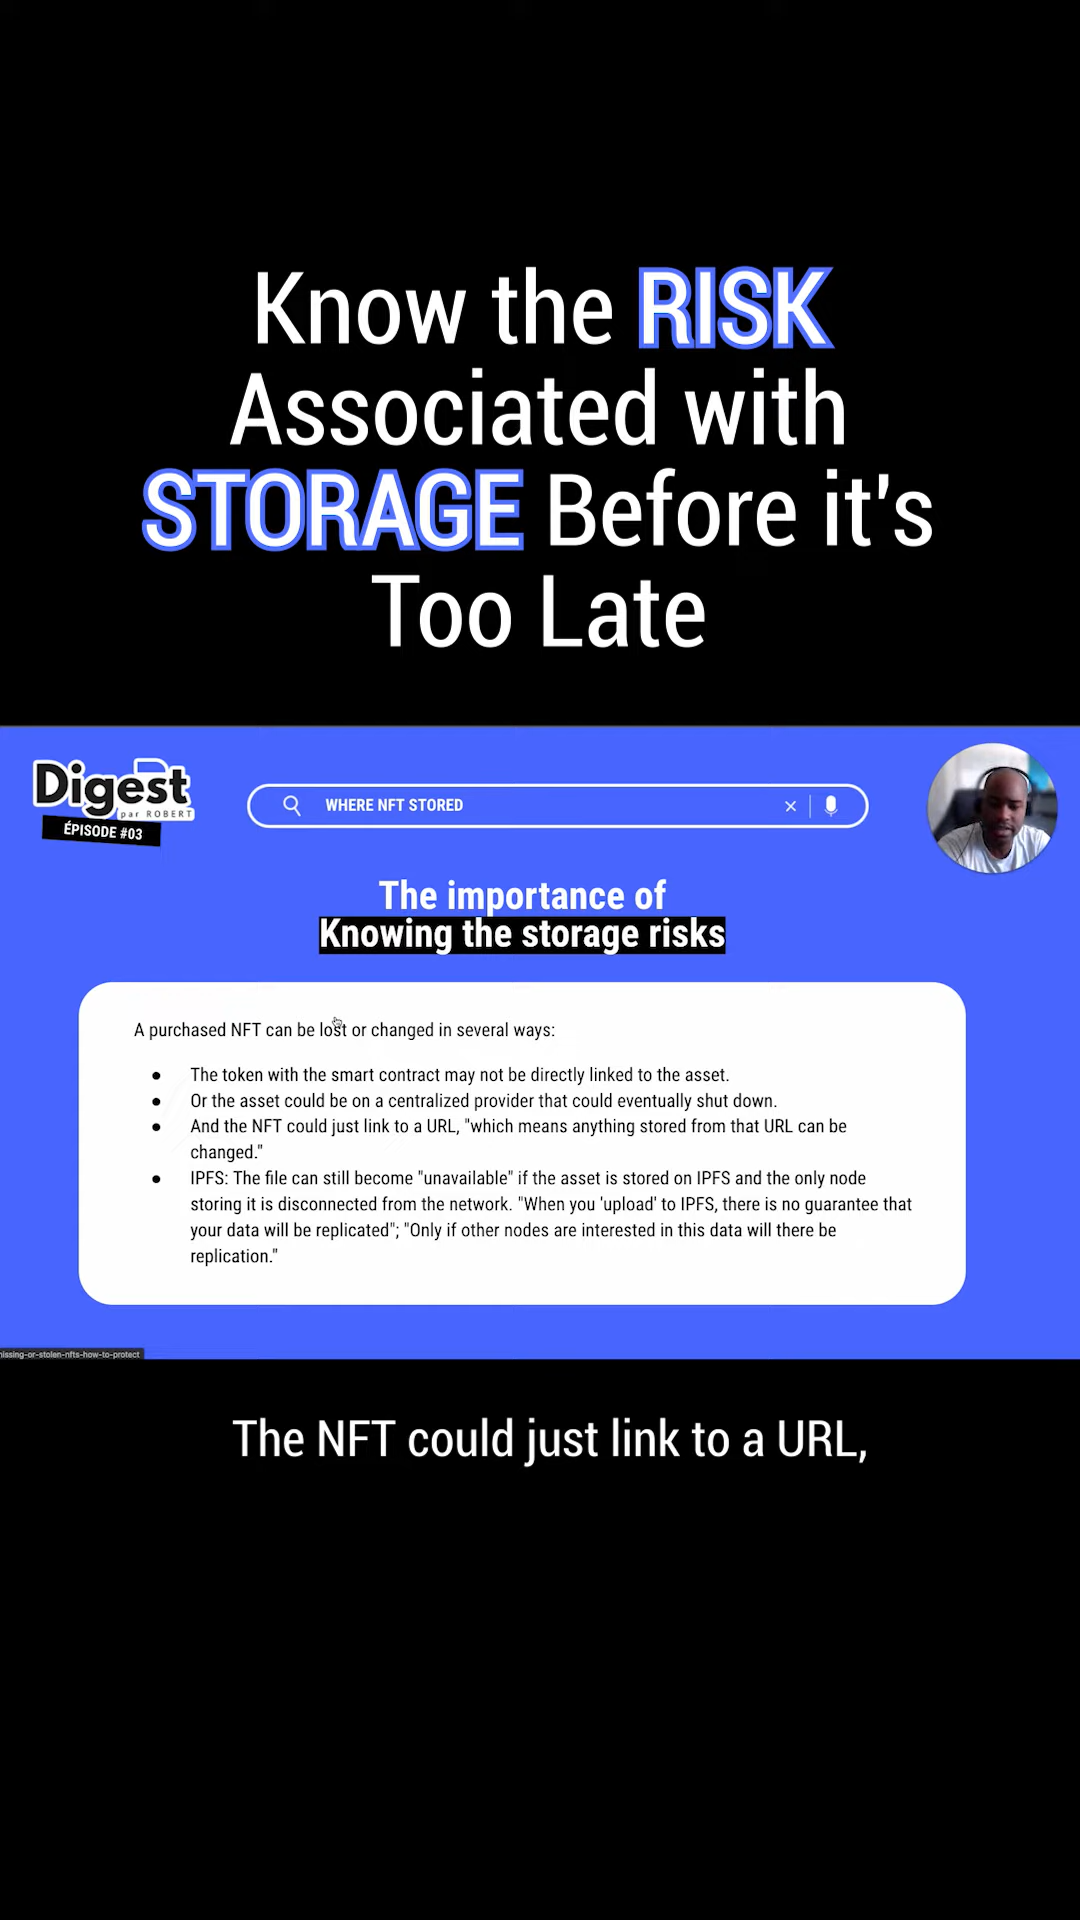 Know the RISK
Associated with
STORAGE Before it's
Too Late
Digest
par ROBERT
ÉPISODE #03
WHERE NFT STORED
The importance of
Knowing the storage risks
A purchased NFT can be lost or changed in several ways:
● The token with the smart contract may not be directly linked to the asset.
● Or the asset could be on a centralized provider that could eventually shut down.
● And the NFT could just link to a URL, "which means anything stored from that URL can be
changed."
● IPFS: The file can still become "unavailable" if the asset is stored on IPFS and the only node
storing it is disconnected from the network. "When you 'upload' to IPFS, there is no guarantee that
your data will be replicated"; "Only if other nodes are interested in this data will there be
replication."
issing-or-stolen-nfts-how-to-protect
The NFT could just link to a URL,